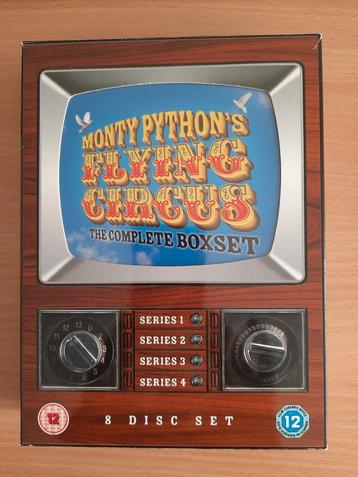 MONTY PYTHON'S
FLYING
CIRCUS
THE COMPLETE BOXSET
SERIES 1
SERIES 2
SERIES 3
SERIES 4
8 DISC SET
12
12